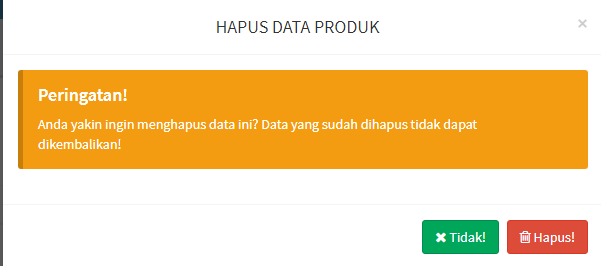 HAPUS DATA PRODUK
×
Peringatan!
Anda yakin ingin menghapus data ini? Data yang sudah dihapus tidak dapat
dikembalikan!
Tidak! Hapus!